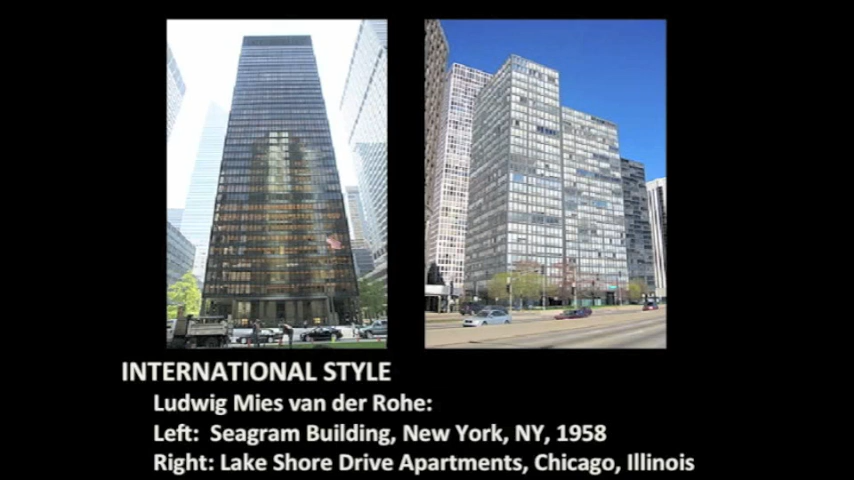 INTERNATIONAL STYLE
Ludwig Mies van der Rohe:
Left: Seagram Building, New York, NY, 1958
Right: Lake Shore Drive Apartments, Chicago, Illinois